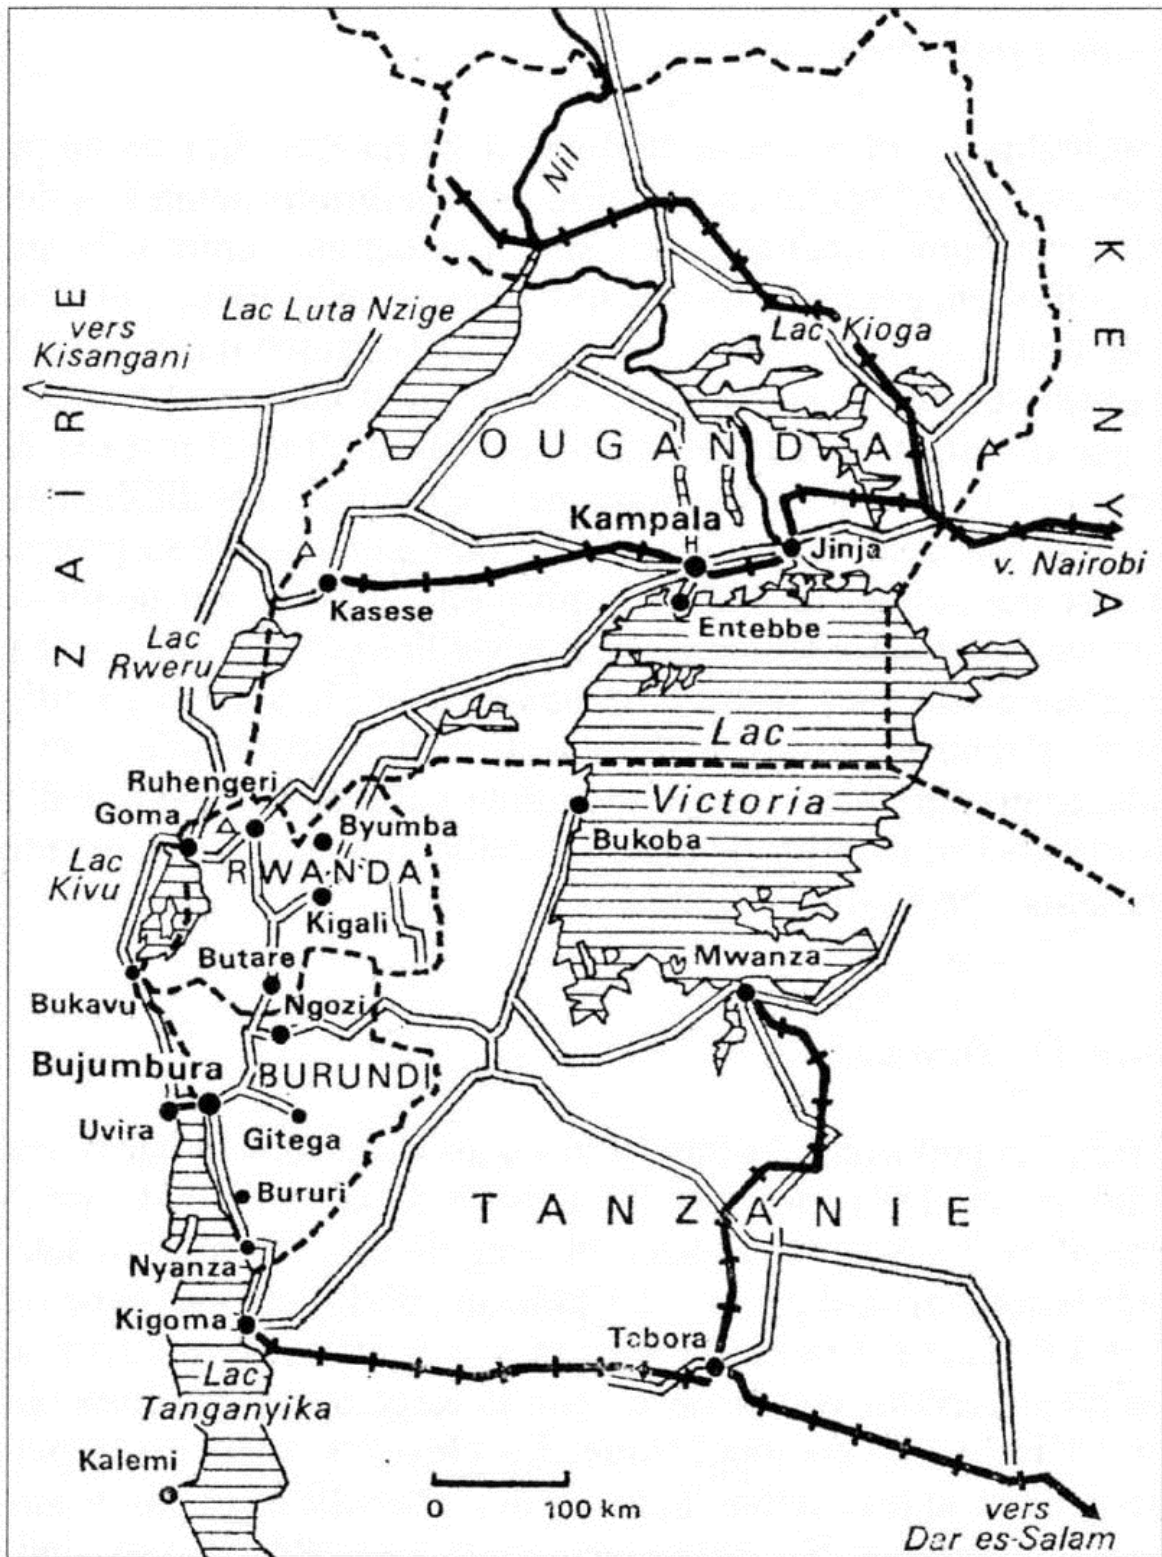 Nil
KENYA
ZAIRE
vers
Kisangani
Lac Luta Nzige
Lac Kioga
OUGANDA
Kampala
Jinja
v. Nairobi
Kasese
Entebbe
Lac
Rweru
Lac
Victoria
Ruhengeri
Goma
Byumba
Bukoba
Lac
Kivu
RWANDA
Kigali
Butare
Mwanza
Bukavu
Ngozi
Bujumbura
BURUNDI
Uvira
Gitega
Bururi
TANZANIE
Nyanza
Kigoma
Tabora
Lac
Tanganyika
Kalemi
0 100 km
vers
Dar es-Salam